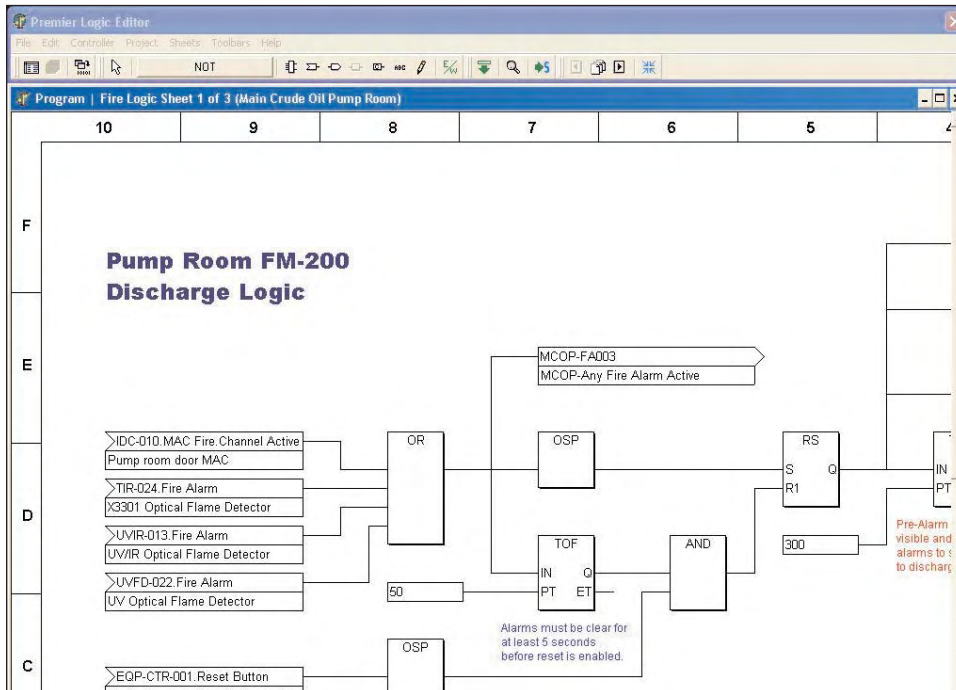 Premier Logic Editor
File Edit Controller Project Sheets Toolbars Help
NOT
ABC
Program | Fire Logic Sheet 1 of 3 (Main Crude Oil Pump Room)
10 9 8 7 6 5 4
F
Pump Room FM-200
Discharge Logic
E
MCOP-FA003
MCOP-Any Fire Alarm Active
IDC-010.MAC Fire.Channel Active
Pump room door MAC
OR
OSP
RS
S Q
R1
IN
PT
TIR-024.Fire Alarm
X3301 Optical Flame Detector
D
UVIR-013.Fire Alarm
UV/IR Optical Flame Detector
TOF
AND
300
Pre-Alarm
visible and
alarms to s
to discharg
IN Q
PT ET
UVFD-022.Fire Alarm
UV Optical Flame Detector
50
Alarms must be clear for
at least 5 seconds
before reset is enabled.
C
OSP
EQP-CTR-001.Reset Button